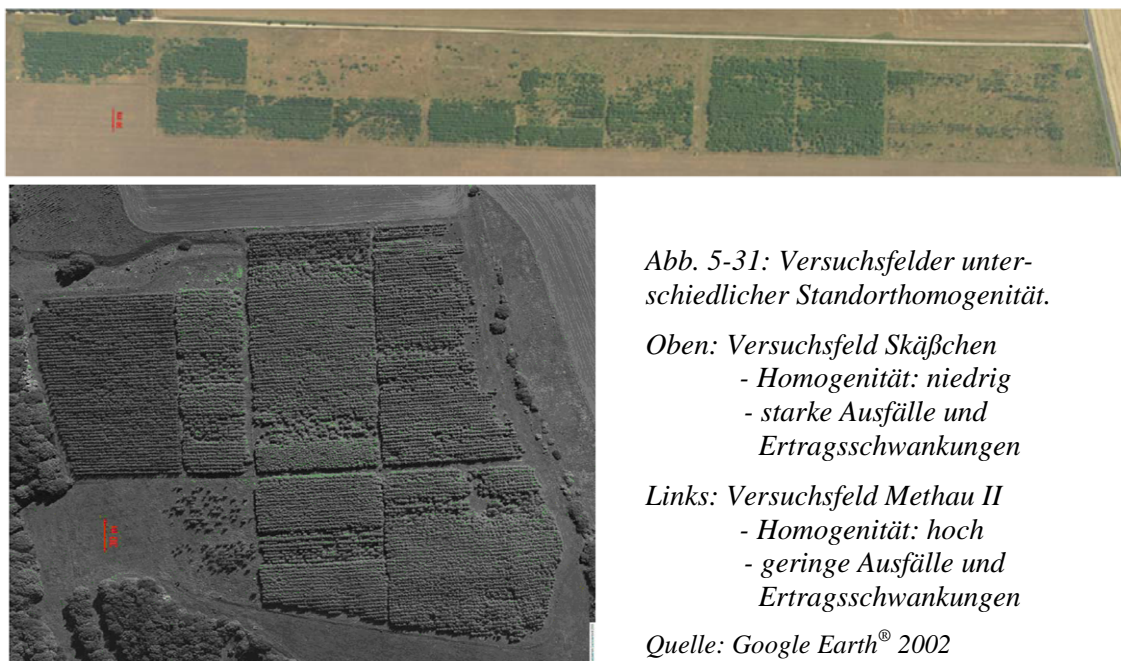 Abb. 5-31: Versuchsfelder unter-
schiedlicher Standorthomogenität.
Oben: Versuchsfeld Skäßchen
- Homogenität: niedrig
- starke Ausfälle und
Ertragsschwankungen
Links: Versuchsfeld Methau II
- Homogenität: hoch
- geringe Ausfälle und
Ertragsschwankungen
Quelle: Google Earth® 2002